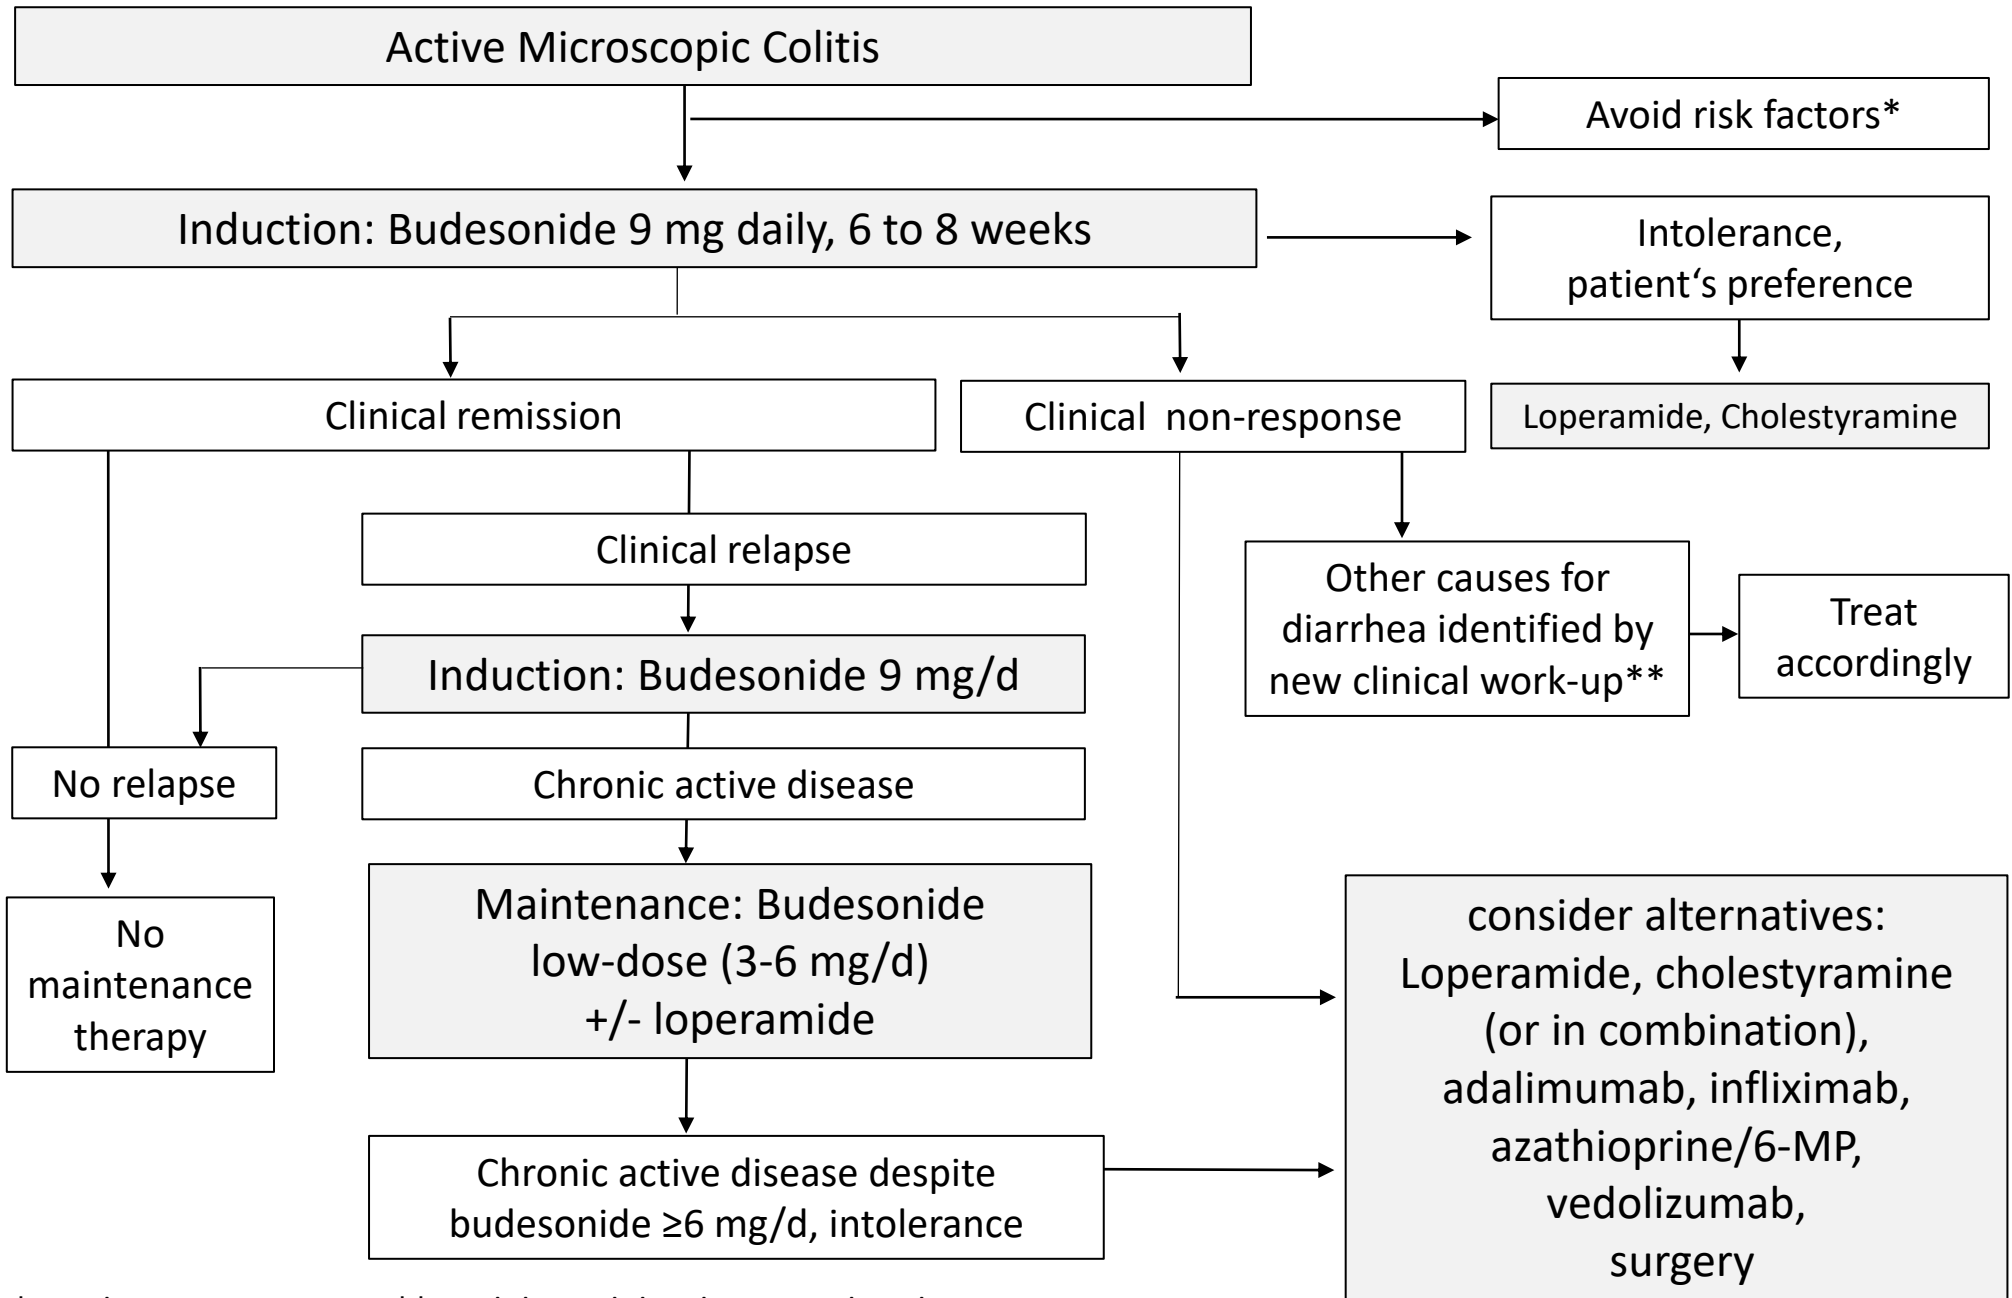 Active Microscopic Colitis
Avoid risk factors*
Induction: Budesonide 9 mg daily, 6 to 8 weeks
Intolerance,
patient‘s preference
Clinical remission
Clinical non-response
Loperamide, Cholestyramine
Clinical relapse
Other causes for
diarrhea identified by
new clinical work-up**
Treat
accordingly
Induction: Budesonide 9 mg/d
No relapse
Chronic active disease
Maintenance: Budesonide
low-dose (3-6 mg/d)
+/- loperamide
No
maintenance
therapy
consider alternatives:
Loperamide, cholestyramine
(or in combination),
adalimumab, infliximab,
azathioprine/6-MP,
vedolizumab,
surgery
Chronic active disease despite
budesonide ≥6 mg/d, intolerance